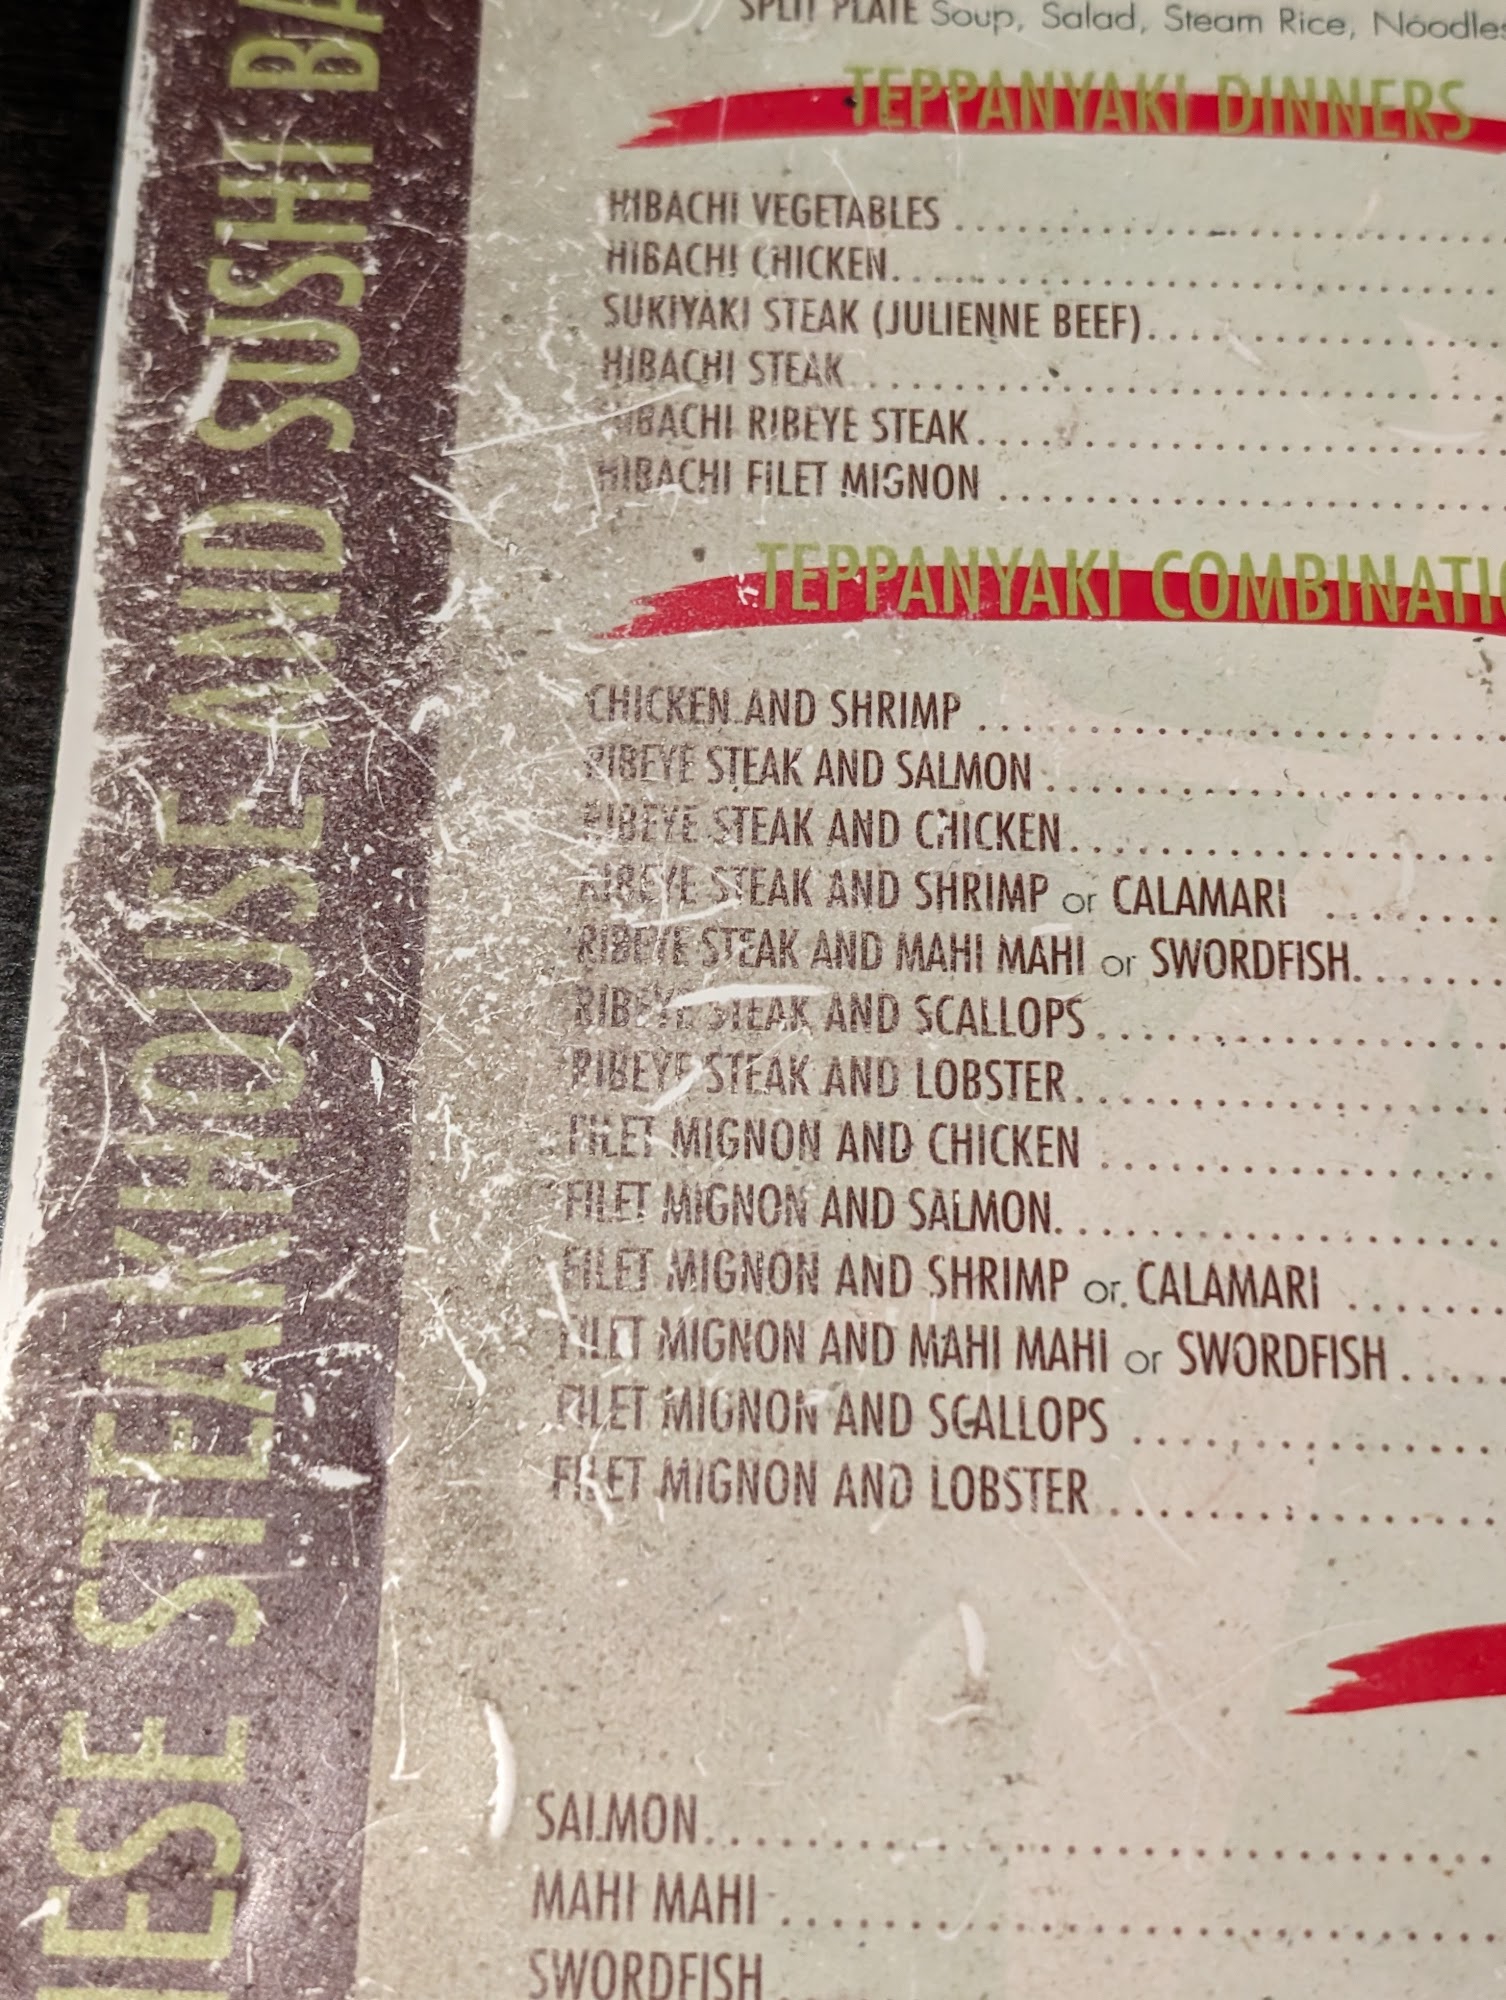 SPLIT PLATE Soup, Salad, Steam Rice, Noodles
TEPPANYAKI DINNERS
HIBACHI VEGETABLES
HIBACHI CHICKEN
SUKIYAKI STEAK (JULIENNE BEEF)
HIBACHI STEAK
HIBACHI RIBEYE STEAK
HIBACHI FILET MIGNON
TEPPANYAKI COMBINATIO
CHICKEN AND SHRIMP
RIBEYE STEAK AND SALMON
RIBEYE STEAK AND CHICKEN
RIBEYE STEAK AND SHRIMP or CALAMARI
RIBEYE STEAK AND MAHI MAHI or SWORDFISH
RIBEYE STEAK AND SCALLOPS
RIBEYE STEAK AND LOBSTER
FILET MIGNON AND CHICKEN
FILET MIGNON AND SALMON
FILET MIGNON AND SHRIMP or CALAMARI
FILET MIGNON AND MAHI MAHI or SWORDFISH
FILET MIGNON AND SCALLOPS
FILET MIGNON AND LOBSTER
SALMON
MAHI MAHI
SWORDFISH
ESE STEAKHOUSE AND SUSHI BA